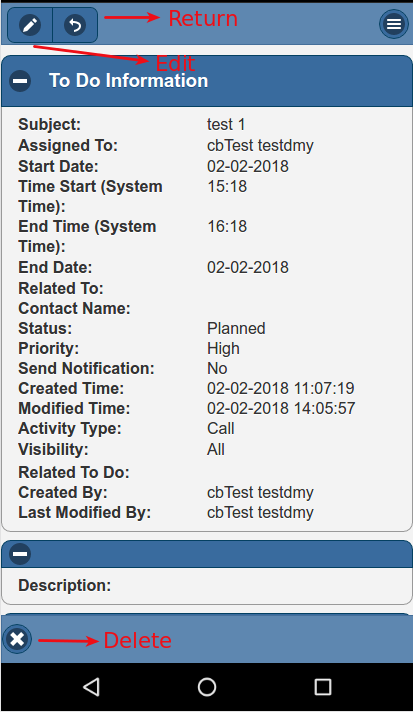 Return
Edit
To Do Information
Subject: test 1
Assigned To: cbTest testdmy
Start Date: 02-02-2018
Time Start (System 15:18
Time):
End Time (System 16:18
Time):
End Date: 02-02-2018
Related To:
Contact Name:
Status: Planned
Priority: High
Send Notification: No
Created Time: 02-02-2018 11:07:19
Modified Time: 02-02-2018 14:05:57
Activity Type: Call
Visibility: All
Related To Do:
Created By: cbTest testdmy
Last Modified By: cbTest testdmy
Description:
Delete